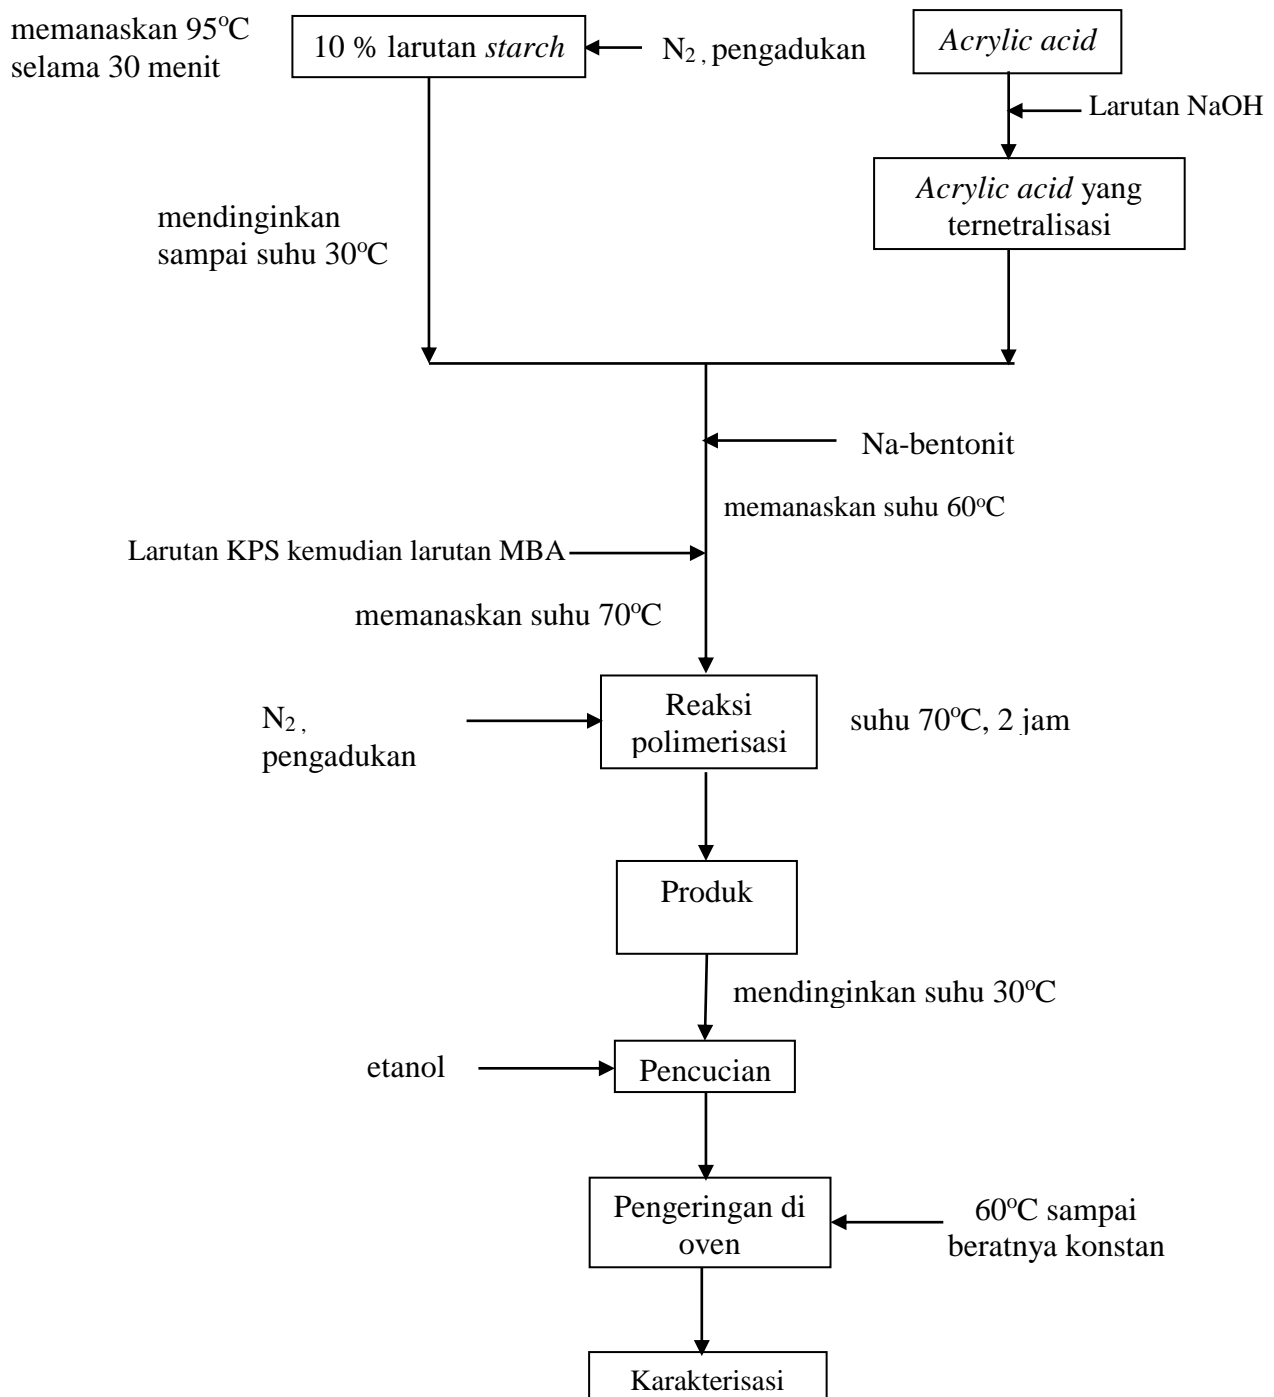 memanaskan 95°C
selama 30 menit
10 % larutan starch
N₂ , pengadukan
Acrylic acid
Larutan NaOH
Acrylic acid yang
ternetralisasi
mendinginkan
sampai suhu 30°C
Na-bentonit
memanaskan suhu 60°C
Larutan KPS kemudian larutan MBA
memanaskan suhu 70°C
N₂ ,
pengadukan
Reaksi
polimerisasi
suhu 70°C, 2 jam
Produk
mendinginkan suhu 30°C
etanol
Pencucian
Pengeringan di
oven
60°C sampai
beratnya konstan
Karakterisasi